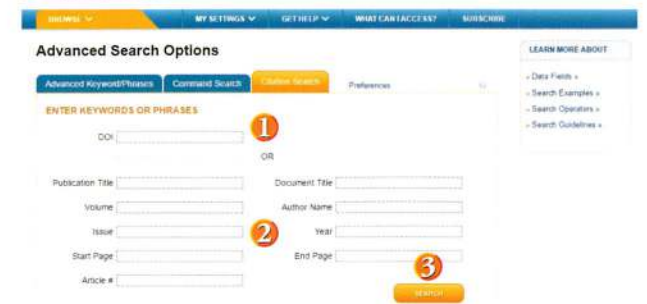 BROWSE MY SETTINGS GET HELP WHAT CAN I ACCESS? SUBSCRIBE
Advanced Search Options
LEARN MORE ABOUT
Advanced Keyword/Phrases Command Search Citation Search Preferences
» Data Fields »
» Search Examples »
» Search Operators »
» Search Guidelines »
ENTER KEYWORDS OR PHRASES
DOI 1
OR
Publication Title Document Title
Volume Author Name
Issue 2 Year
Start Page End Page
3
Article # SEARCH